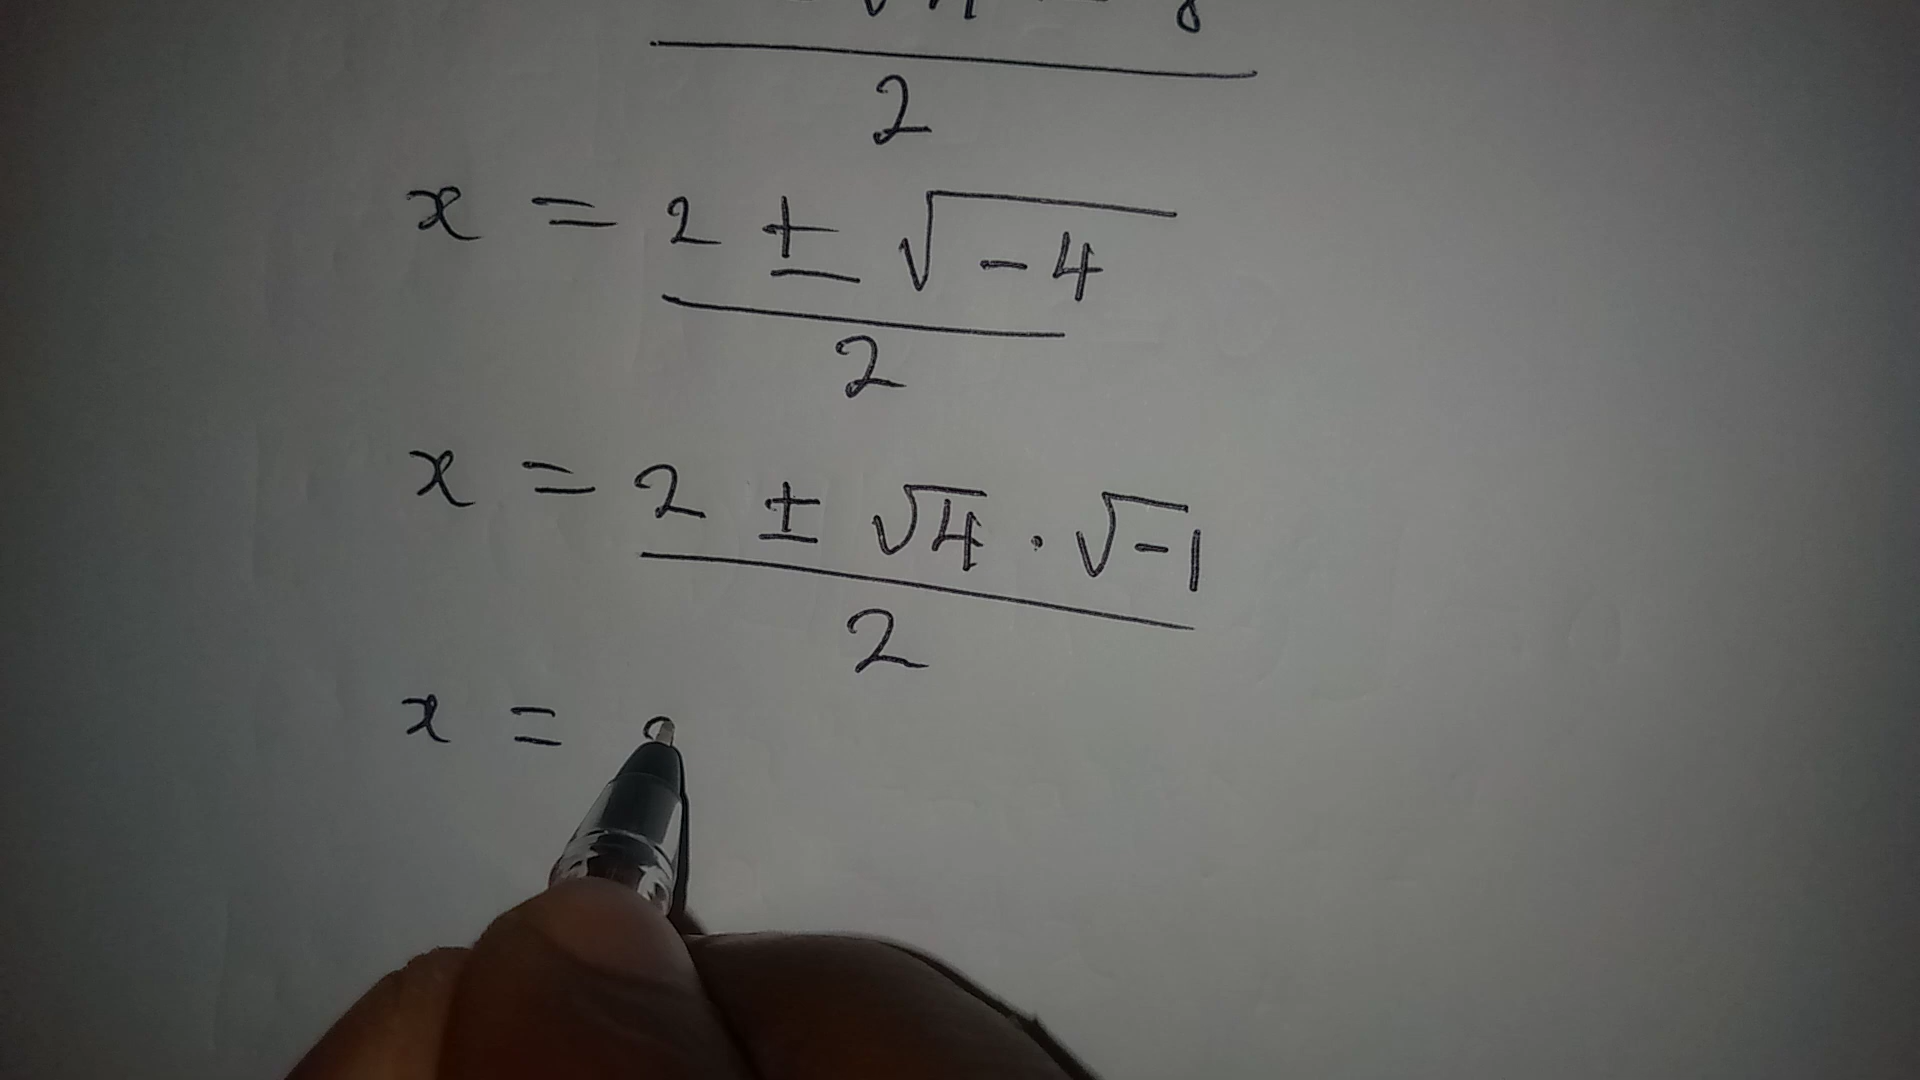 2
x = 2 ± √-4
2
x = 2 ± √4 · √-1
2
x =